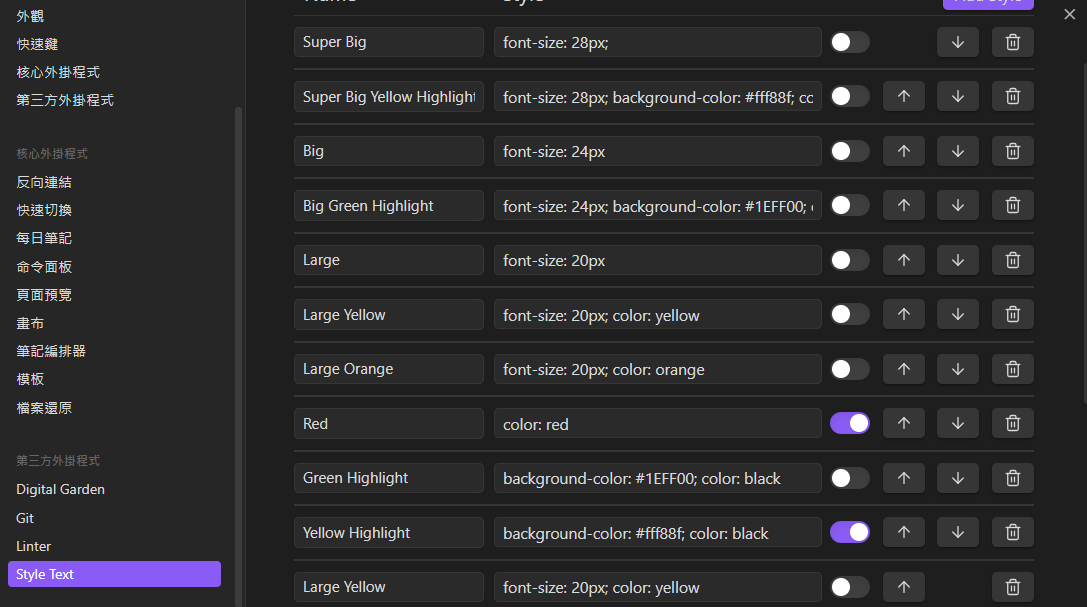 外觀
快速鍵
核心外掛程式
第三方外掛程式
核心外掛程式
反向連結
快速切換
每日筆記
命令面板
頁面預覽
畫布
筆記編排器
模板
檔案還原
第三方外掛程式
Digital Garden
Git
Linter
Style Text
Super Big font-size: 28px;
Super Big Yellow Highlight font-size: 28px; background-color: #fff88f; co
Big font-size: 24px
Big Green Highlight font-size: 24px; background-color: #1EFF00;
Large font-size: 20px
Large Yellow font-size: 20px; color: yellow
Large Orange font-size: 20px; color: orange
Red color: red
Green Highlight background-color: #1EFF00; color: black
Yellow Highlight background-color: #fff88f; color: black
Large Yellow font-size: 20px; color: yellow